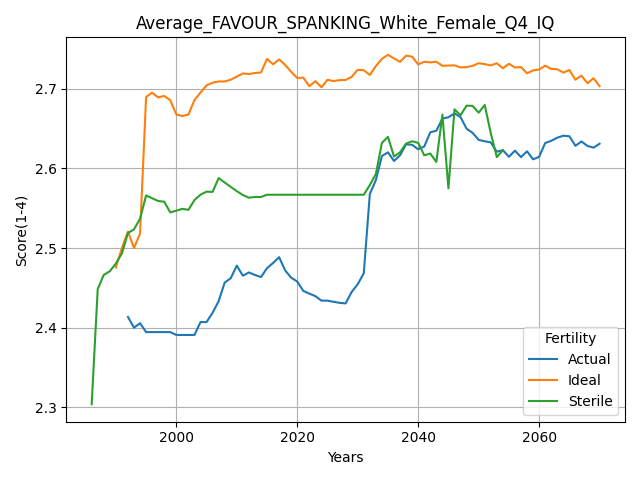 Average_FAVOUR_SPANKING_White_Female_Q4_IQ
Score(1-4)
2.7
2.6
2.5
2.4
2.3
2000
2020
2040
2060
Years
Fertility
Actual
Ideal
Sterile